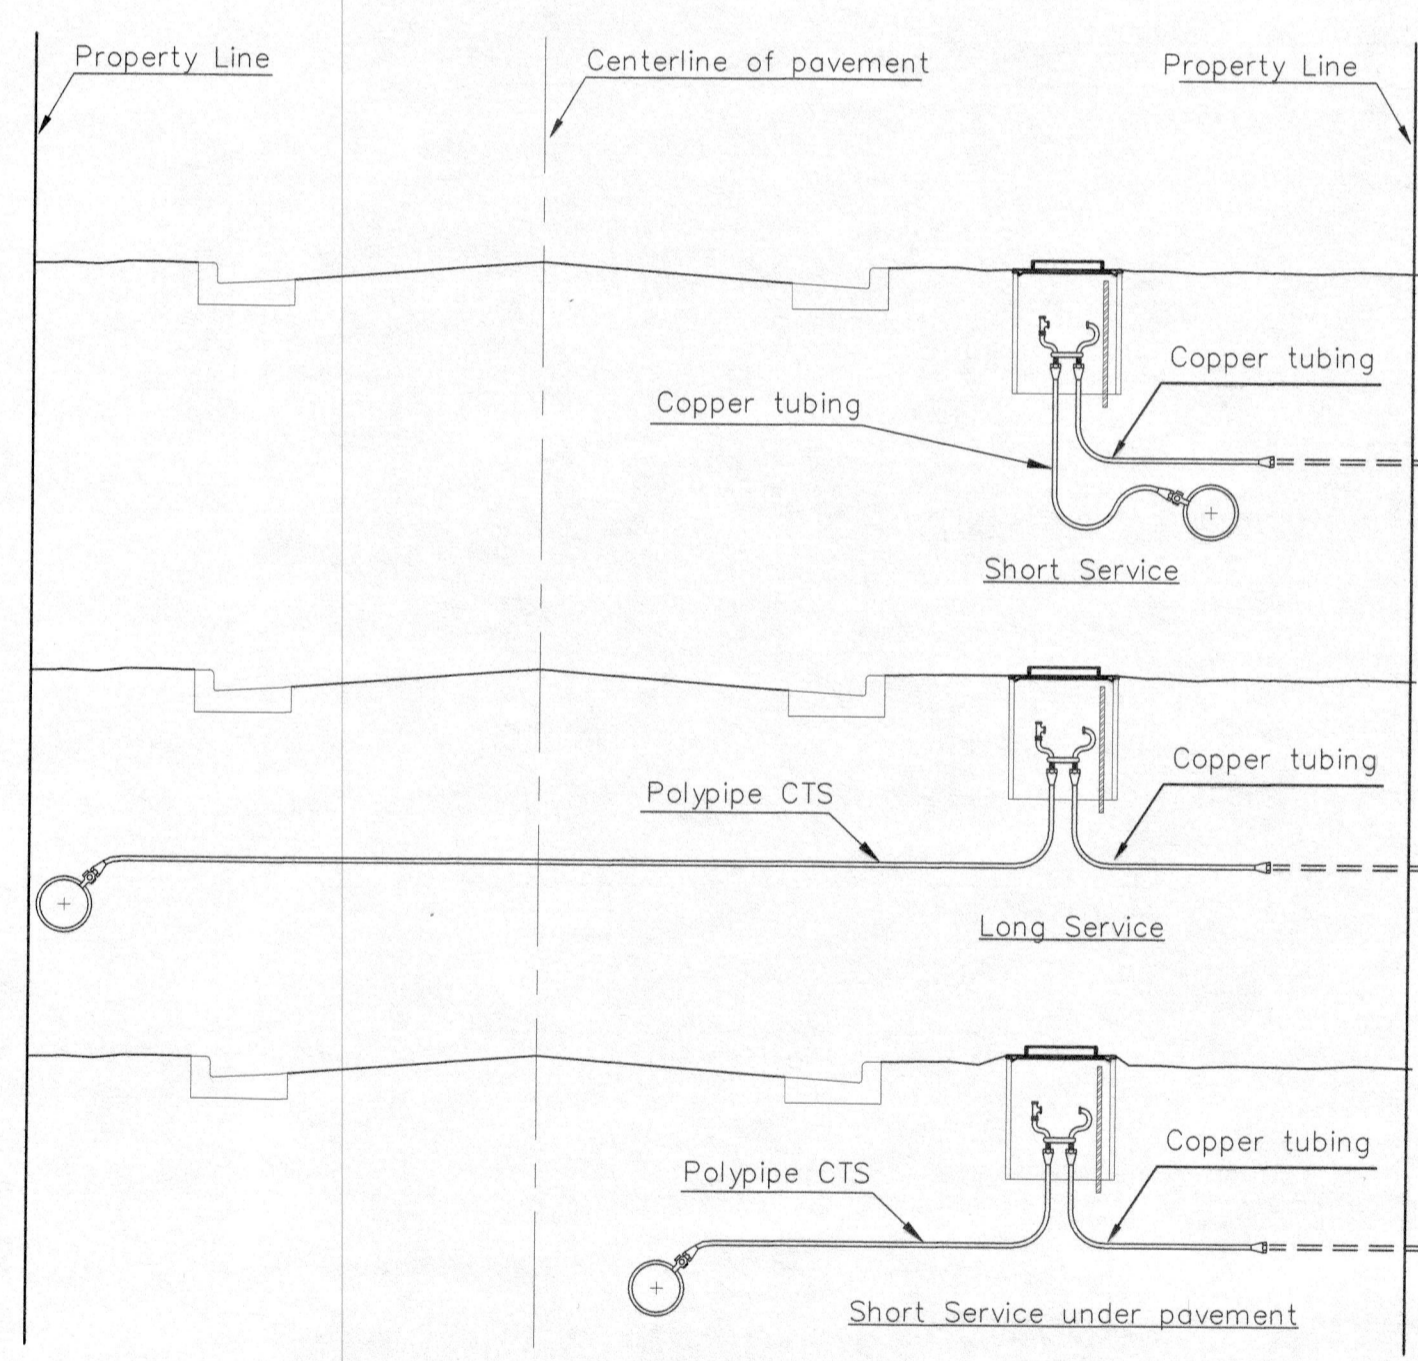 Property Line
Centerline of pavement
Property Line
Copper tubing
Copper tubing
Short Service
Copper tubing
Polypipe CTS
Long Service
Copper tubing
Polypipe CTS
Short Service under pavement